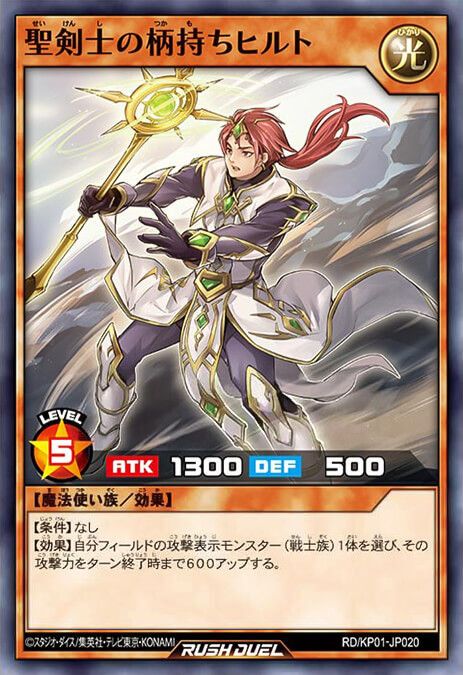 聖剣士の柄持ちヒルト
光
LEVEL
5
ATK 1300 DEF 500
【魔法使い族／効果】
【条件】なし
【効果】自分フィールドの攻撃表示モンスター（戦士族）１体を選び、その
攻撃力をターン終了時まで６００アップする。
©スタジオ・ダイス/集英社・テレビ東京・KONAMI
RUSH DUEL
RD/KP01-JP020